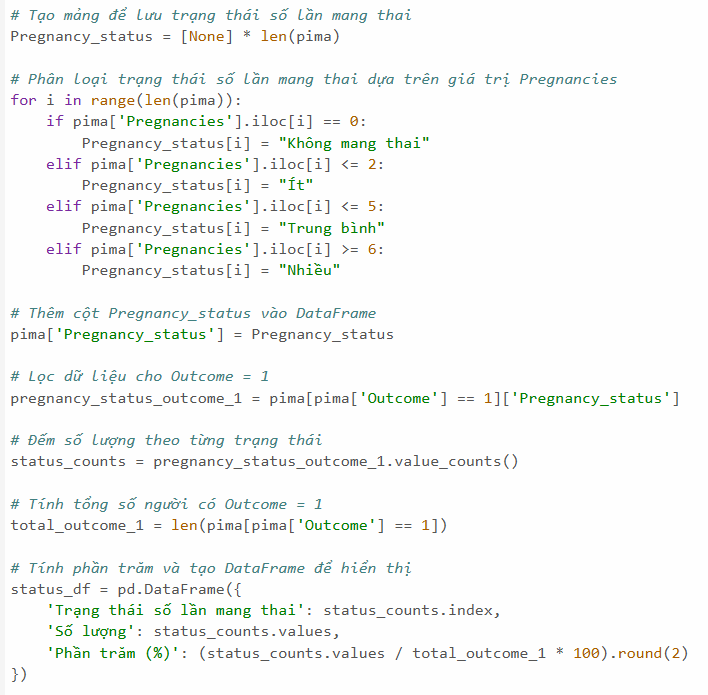 # Tạo mảng để lưu trạng thái số lần mang thai
Pregnancy_status = [None] * len(pima)

# Phân loại trạng thái số lần mang thai dựa trên giá trị Pregnancies
for i in range(len(pima)):
    if pima['Pregnancies'].iloc[i] == 0:
        Pregnancy_status[i] = "Không mang thai"
    elif pima['Pregnancies'].iloc[i] <= 2:
        Pregnancy_status[i] = "Ít"
    elif pima['Pregnancies'].iloc[i] <= 5:
        Pregnancy_status[i] = "Trung bình"
    elif pima['Pregnancies'].iloc[i] >= 6:
        Pregnancy_status[i] = "Nhiều"

# Thêm cột Pregnancy_status vào DataFrame
pima['Pregnancy_status'] = Pregnancy_status

# Lọc dữ liệu cho Outcome = 1
pregnancy_status_outcome_1 = pima[pima['Outcome'] == 1]['Pregnancy_status']

# Đếm số lượng theo từng trạng thái
status_counts = pregnancy_status_outcome_1.value_counts()

# Tính tổng số người có Outcome = 1
total_outcome_1 = len(pima[pima['Outcome'] == 1])

# Tính phần trăm và tạo DataFrame để hiển thị
status_df = pd.DataFrame({
    'Trạng thái số lần mang thai': status_counts.index,
    'Số lượng': status_counts.values,
    'Phần trăm (%)': (status_counts.values / total_outcome_1 * 100).round(2)
})